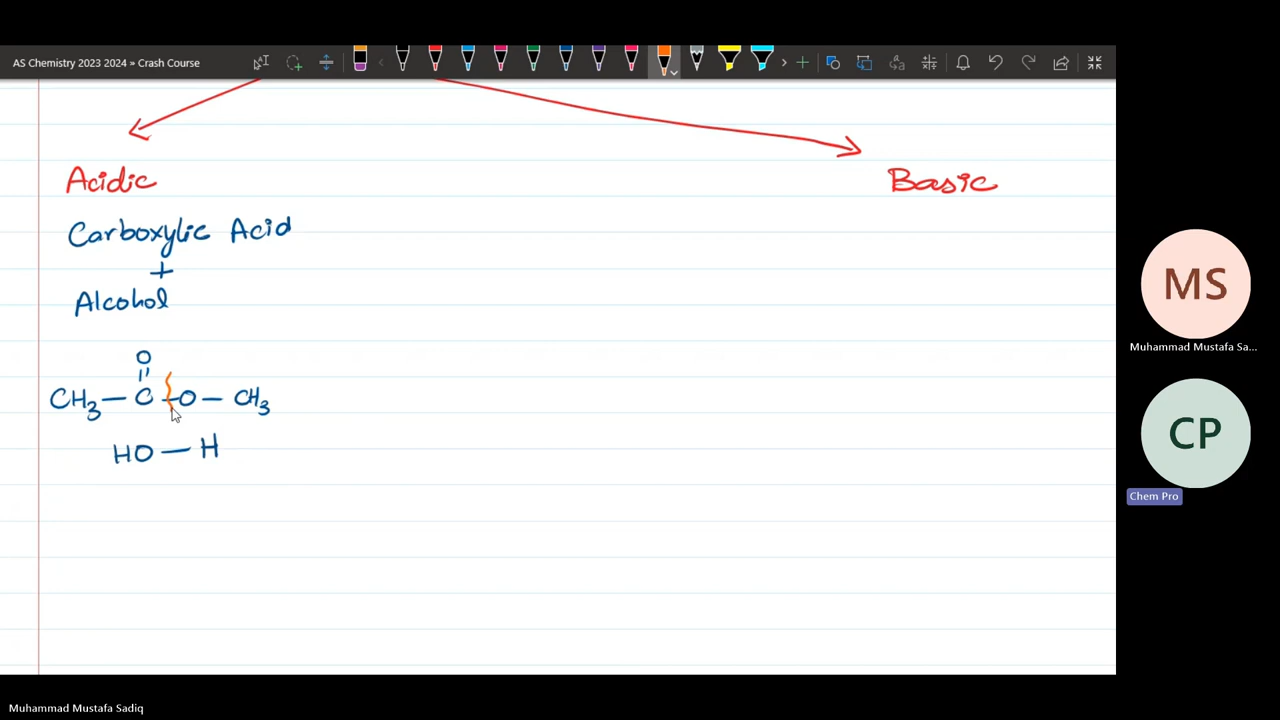 AS Chemistry 2023 2024 » Crash Course
Acidic
Basic
Carboxylic Acid
+
Alcohol
O
CH3 — C — O — CH3
HO — H
MS
Muhammad Mustafa Sa...
CP
Chem Pro
Muhammad Mustafa Sadiq